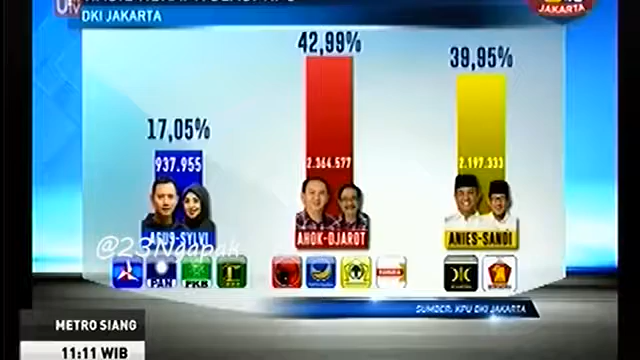 DKI JAKARTA
JAKARTA
42,99%
39,95%
17,05%
937.955
2.364.577
2.197.333
AGUS-SYLVI
AHOK-DJAROT
ANIES-SANDI
@23Ngapak
PAN
PKB
SUMBER: KPU DKI JAKARTA
METRO SIANG
11:11 WIB